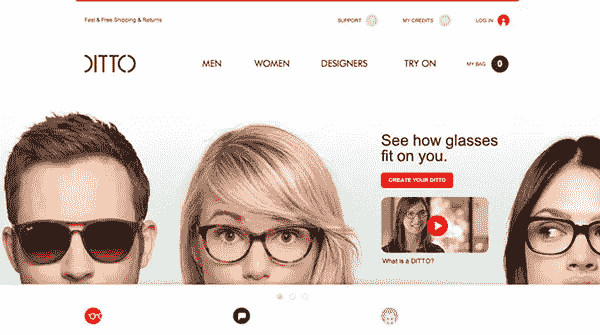 Fast & Free Shipping & Returns
SUPPORT
MY CREDITS
LOG IN
DITTO
MEN
WOMEN
DESIGNERS
TRY ON
MY BAG
0
See how glasses
fit on you.
CREATE YOUR DITTO
What is a DITTO?